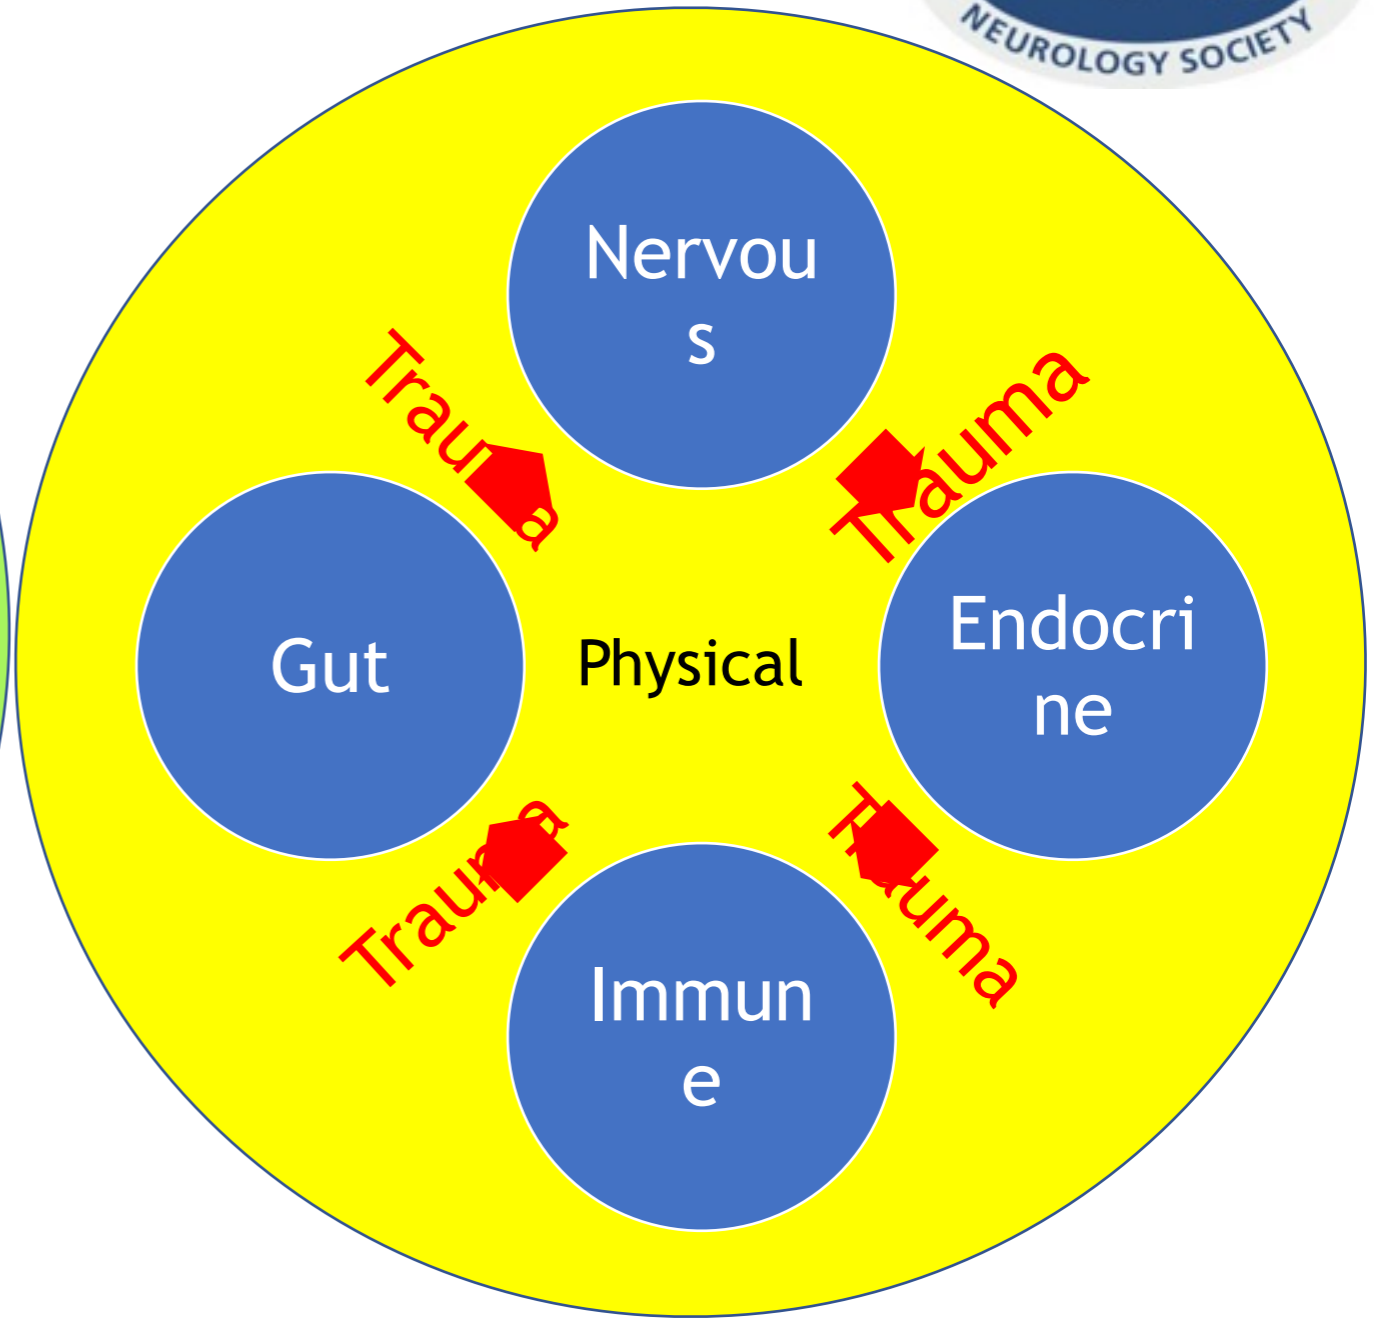 NEUROLOGY SOCIETY
Nervou
s
Trauma
Trauma
Gut
Physical
Endocri
ne
Trauma
Trauma
Immun
e